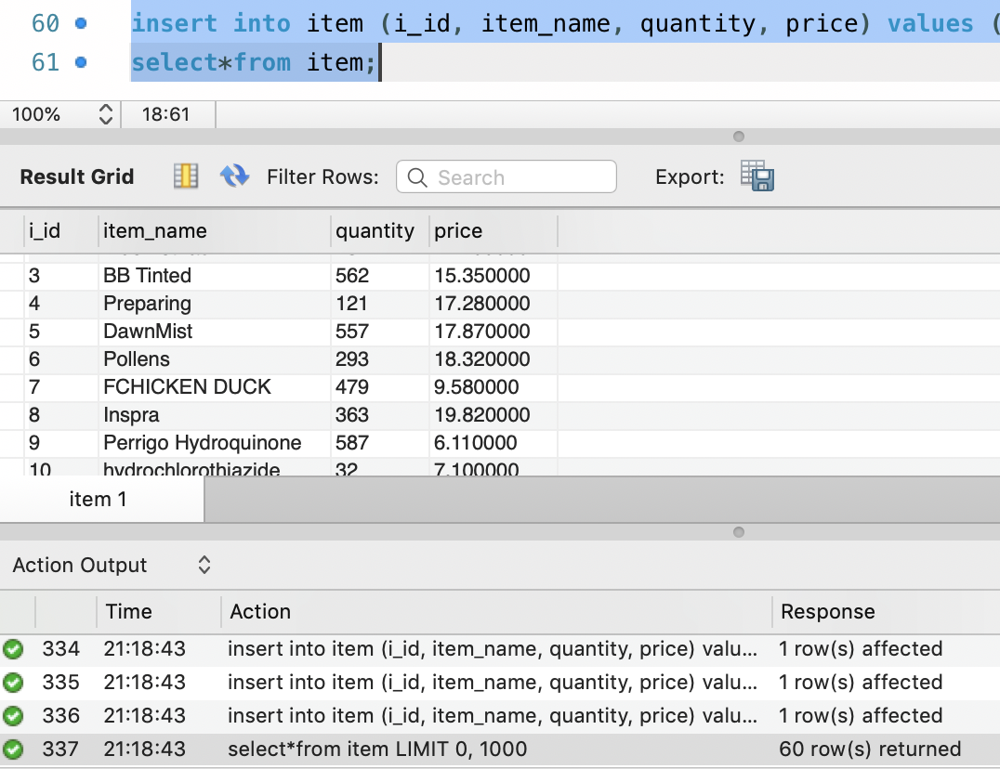 60 insert into item (i_id, item_name, quantity, price) values (
61 select*from item;
100% 18:61
Result Grid Filter Rows: Search Export:
i_id item_name quantity price
3 BB Tinted 562 15.350000
4 Preparing 121 17.280000
5 DawnMist 557 17.870000
6 Pollens 293 18.320000
7 FCHICKEN DUCK 479 9.580000
8 Inspra 363 19.820000
9 Perrigo Hydroquinone 587 6.110000
10 hydrochlorothiazide 32 7.100000
item 1
Action Output
Time Action Response
334 21:18:43 insert into item (i_id, item_name, quantity, price) valu... 1 row(s) affected
335 21:18:43 insert into item (i_id, item_name, quantity, price) valu... 1 row(s) affected
336 21:18:43 insert into item (i_id, item_name, quantity, price) valu... 1 row(s) affected
337 21:18:43 select*from item LIMIT 0, 1000 60 row(s) returned